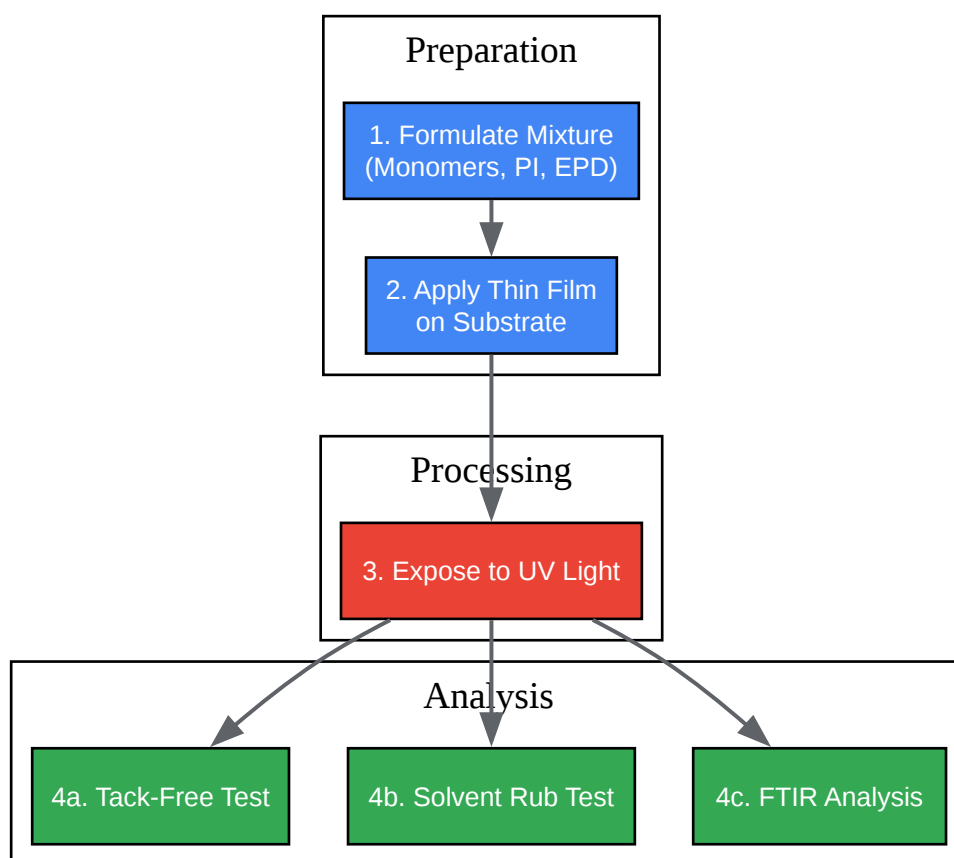 Preparation
1. Formulate Mixture
(Monomers, PI, EPD)
2. Apply Thin Film
on Substrate
Processing
3. Expose to UV Light
Analysis
4a. Tack-Free Test
4b. Solvent Rub Test
4c. FTIR Analysis